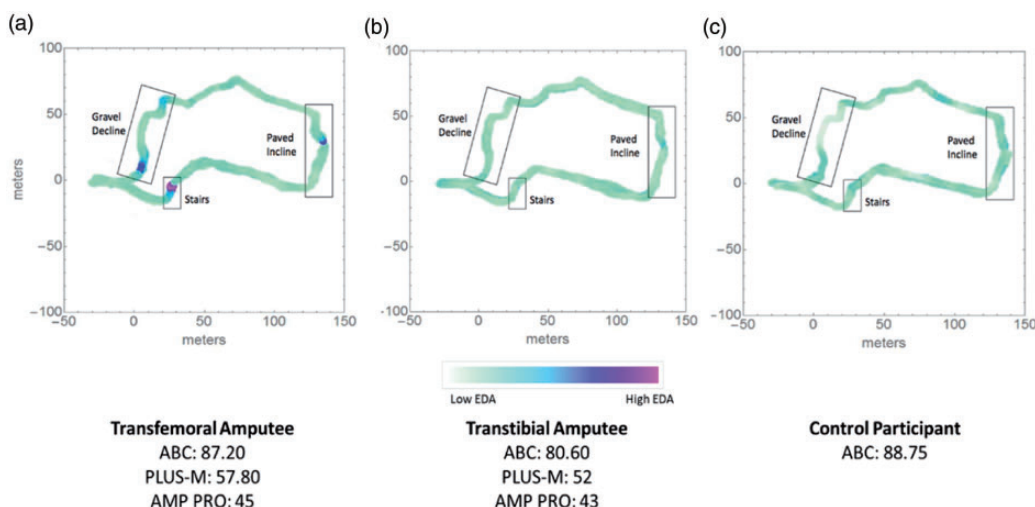 (a)
100
50
0
−50
−100
meters
−50
0
50
100
150
meters
Gravel
Decline
Paved
Incline
Stairs
(b)
100
50
0
−50
−100
−50
0
50
100
150
meters
Gravel
Decline
Paved
Incline
Stairs
(c)
100
50
0
−50
−100
−50
0
50
100
150
meters
Gravel
Decline
Paved
Incline
Stairs
Low EDA
High EDA
Transfemoral Amputee
ABC: 87.20
PLUS-M: 57.80
AMP PRO: 45
Transtibial Amputee
ABC: 80.60
PLUS-M: 52
AMP PRO: 43
Control Participant
ABC: 88.75